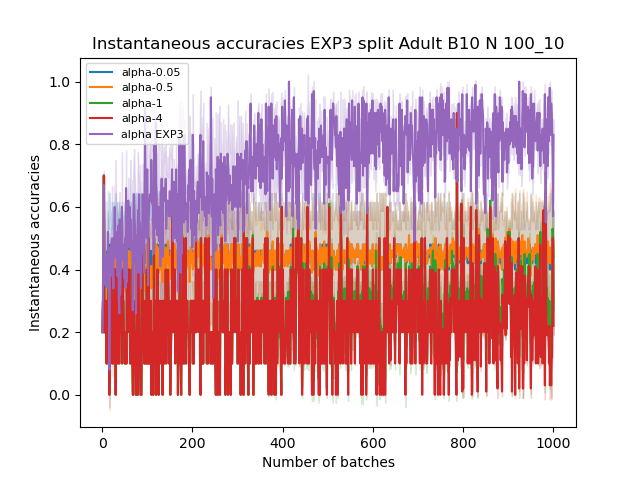 Instantaneous accuracies EXP3 split Adult B10 N 100_10
alpha-0.05
alpha-0.5
alpha-1
alpha-4
alpha EXP3
1.0
0.8
0.6
0.4
0.2
0.0
Instantaneous accuracies
0 200 400 600 800 1000
Number of batches